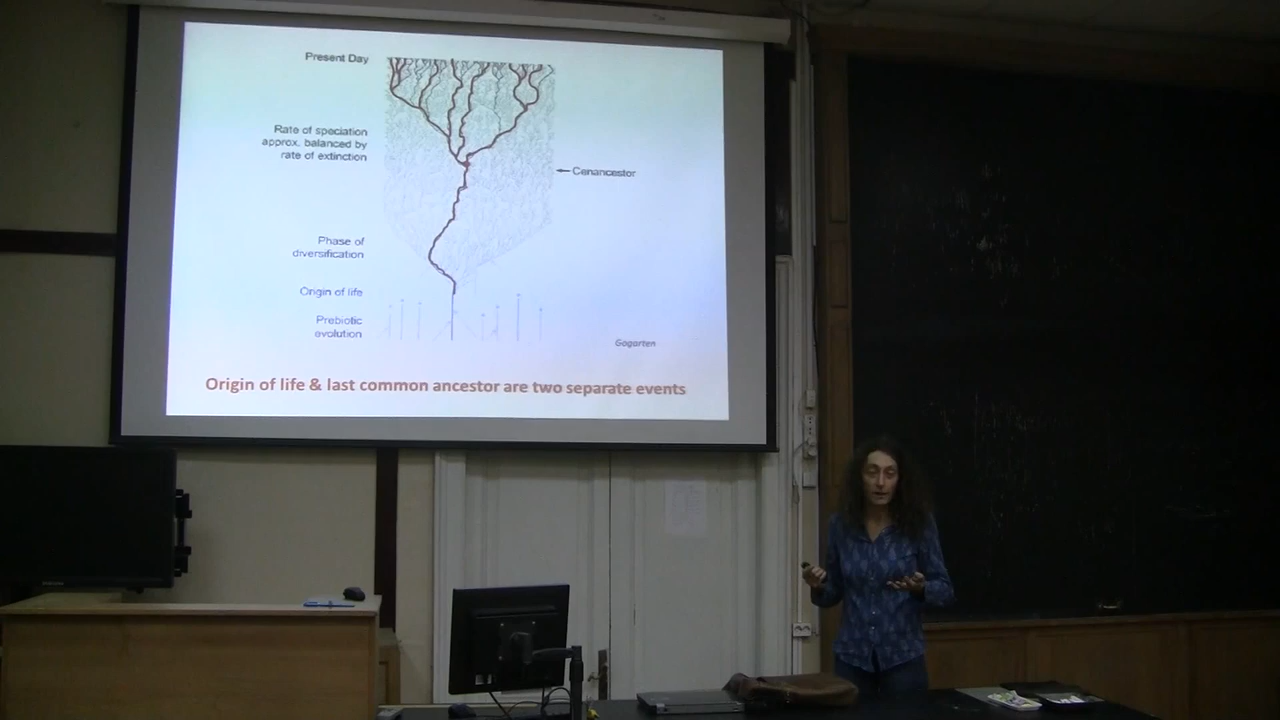 Present Day
Rate of speciation
approx. balanced by
rate of extinction
Cenancestor
Phase of
diversification
Origin of life
Prebiotic
evolution
Gogarten
Origin of life & last common ancestor are two separate events